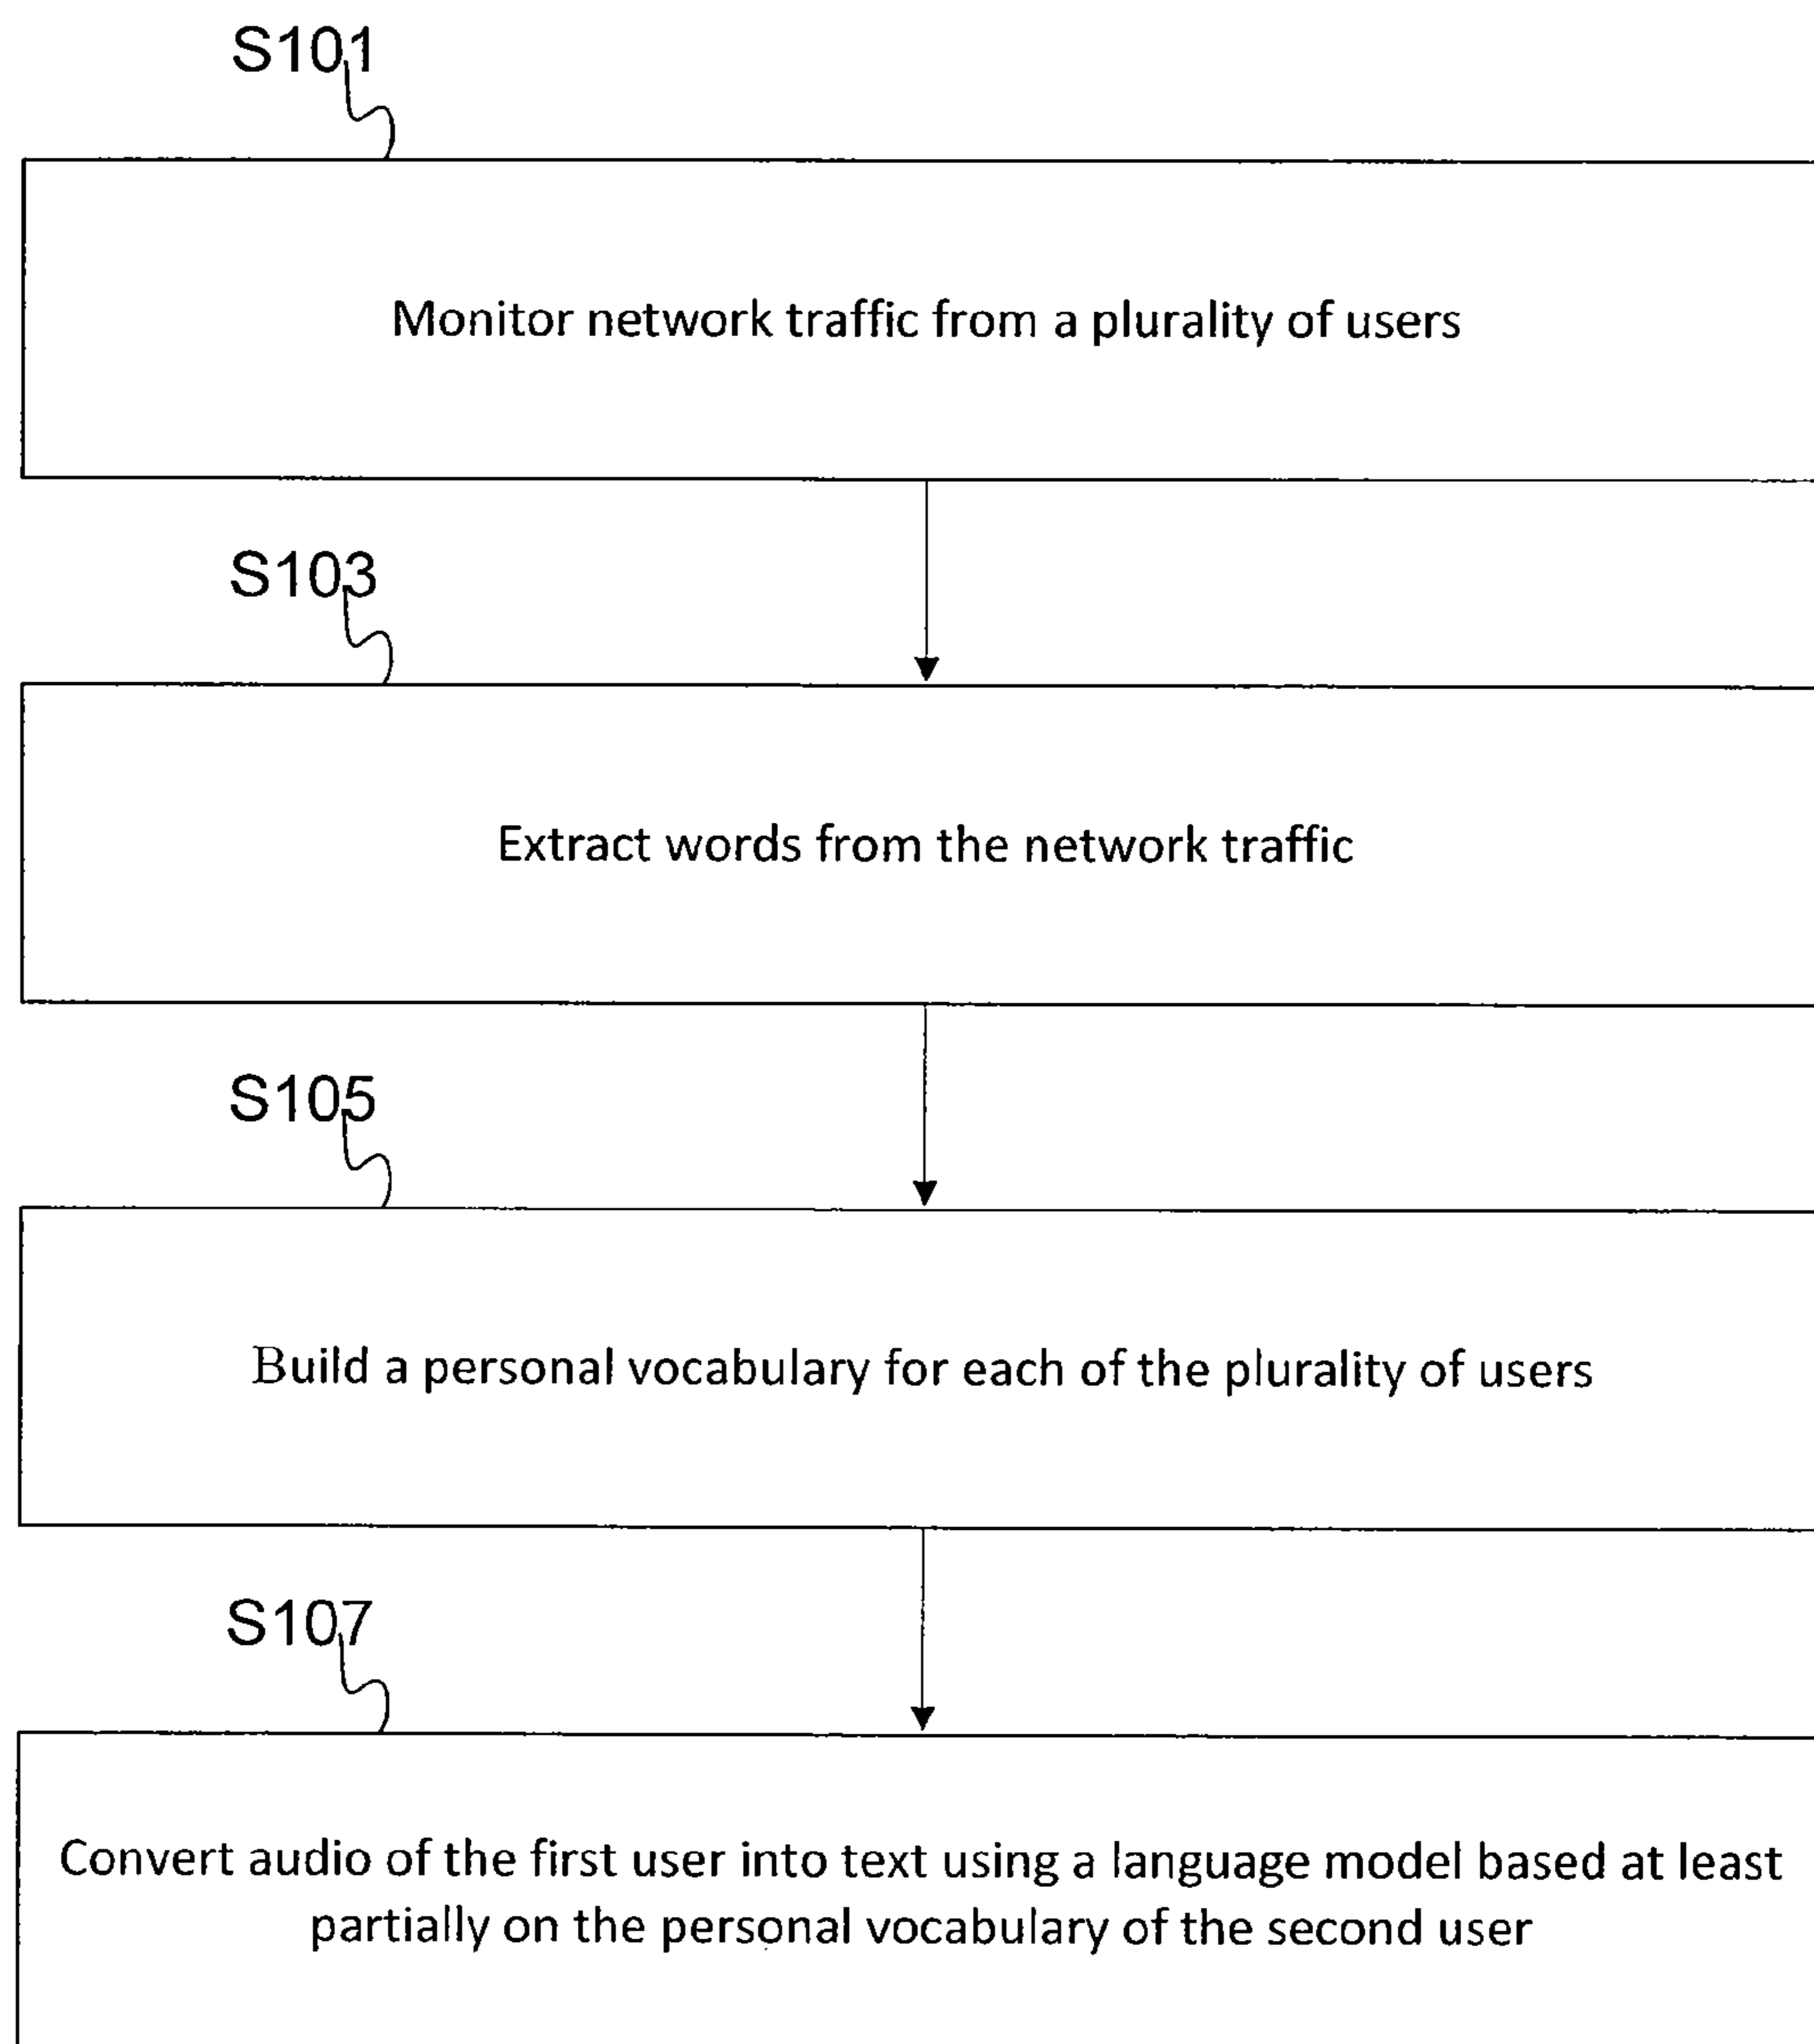 S101
Monitor network traffic from a plurality of users
S103
Extract words from the network traffic
S105
Build a personal vocabulary for each of the plurality of users
S107
Convert audio of the first user into text using a language model based at least
partially on the personal vocabulary of the second user